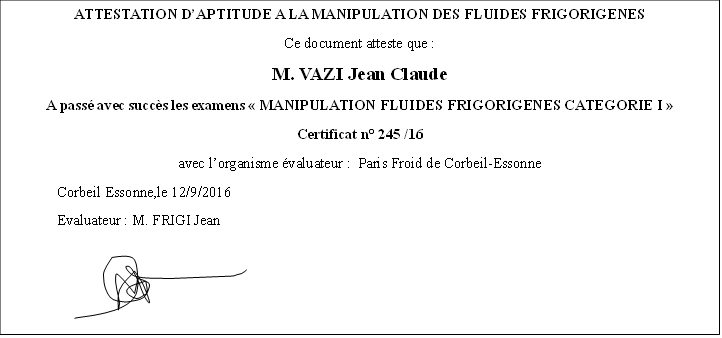 ATTESTATION D'APTITUDE A LA MANIPULATION DES FLUIDES FRIGORIGENES
Ce document atteste que :
M. VAZI Jean Claude
A passé avec succès les examens « MANIPULATION FLUIDES FRIGORIGENES CATEGORIE I »
Certificat n° 245 /16
avec l'organisme évaluateur : Paris Froid de Corbeil-Essonne
Corbeil Essonne,le 12/9/2016
Evaluateur : M. FRIGI Jean